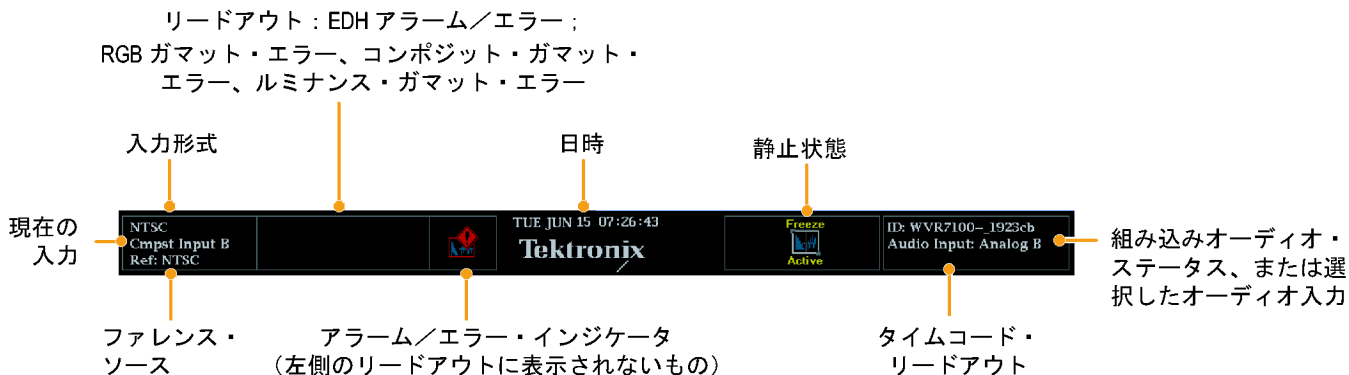 リードアウト：EDH アラーム／エラー；
RGB ガマット・エラー、コンポジット・ガマット・
エラー、ルミナンス・ガマット・エラー
入力形式
日時
静止状態
現在の
入力
NTSC
Cmpst Input B
Ref: NTSC
TUE JUN 15 07:26:43
Tektronix
Freeze
Active
ID: WVR7100-_1923cb
Audio Input: Analog B
組み込みオーディオ・
ステータス、または選
択したオーディオ入力
ファレンス・
ソース
アラーム／エラー・インジケータ
（左側のリードアウトに表示されないもの）
タイムコード・
リードアウト